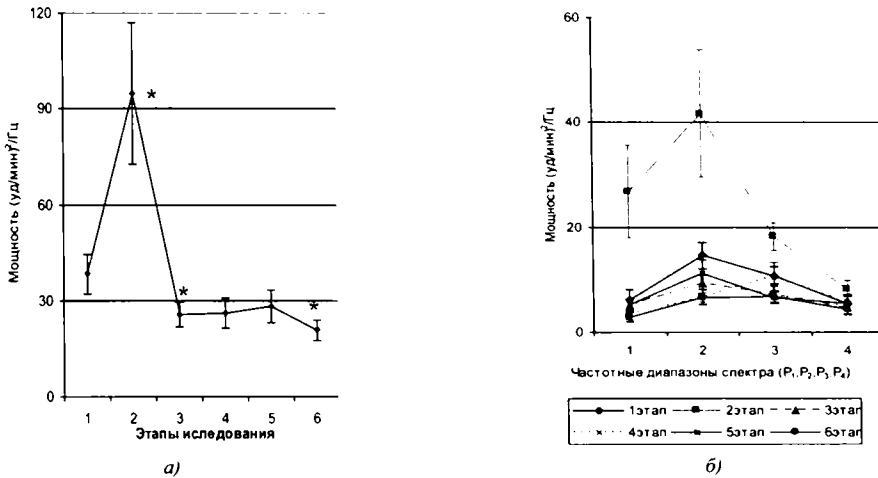 120
90
60
30
0
Мощность (уд/мин)²/Гц
*
*
*
1 2 3 4 5 6
Этапы иследования
а)
60
40
20
0
Мощность (уд/мин)²/Гц
1 2 3 4
Частотные диапазоны спектра (P₁,P₂,P₃,P₄)
1этап 2этап 3этап
4этап 5этап 6этап
б)